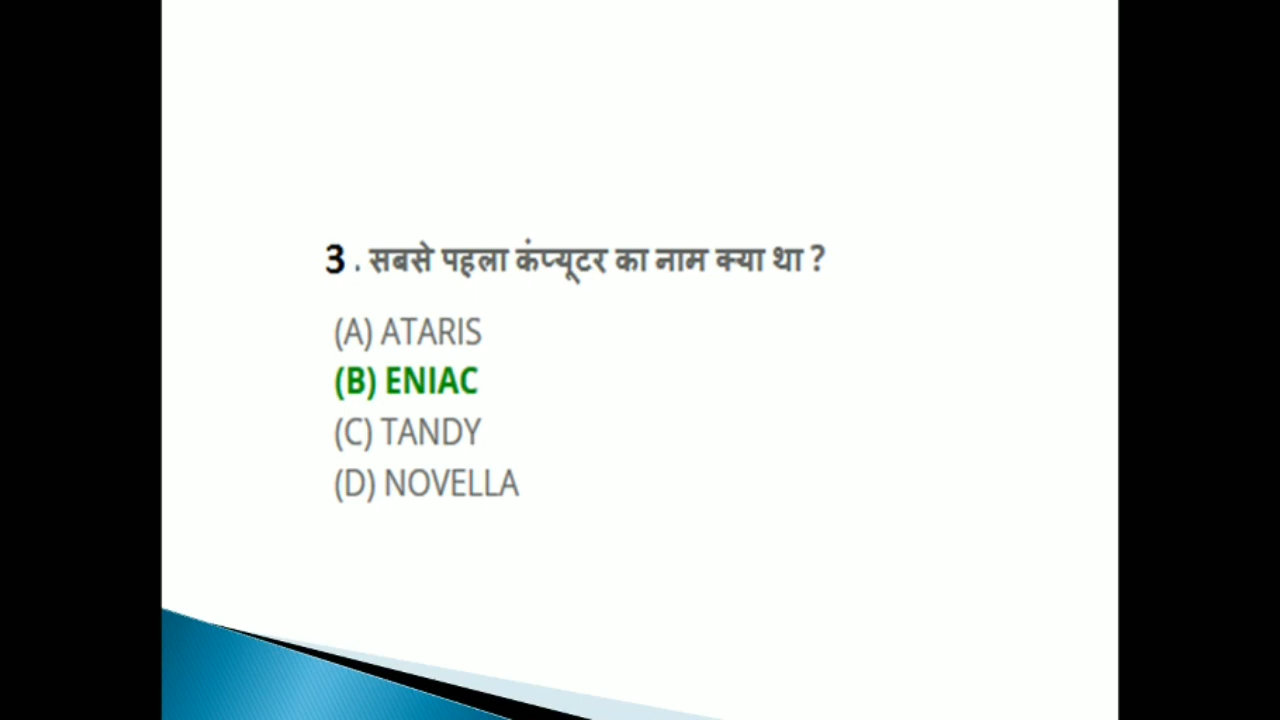 3 . सबसे पहला कंप्यूटर का नाम क्या था ?
(A) ATARIS
(B) ENIAC
(C) TANDY
(D) NOVELLA